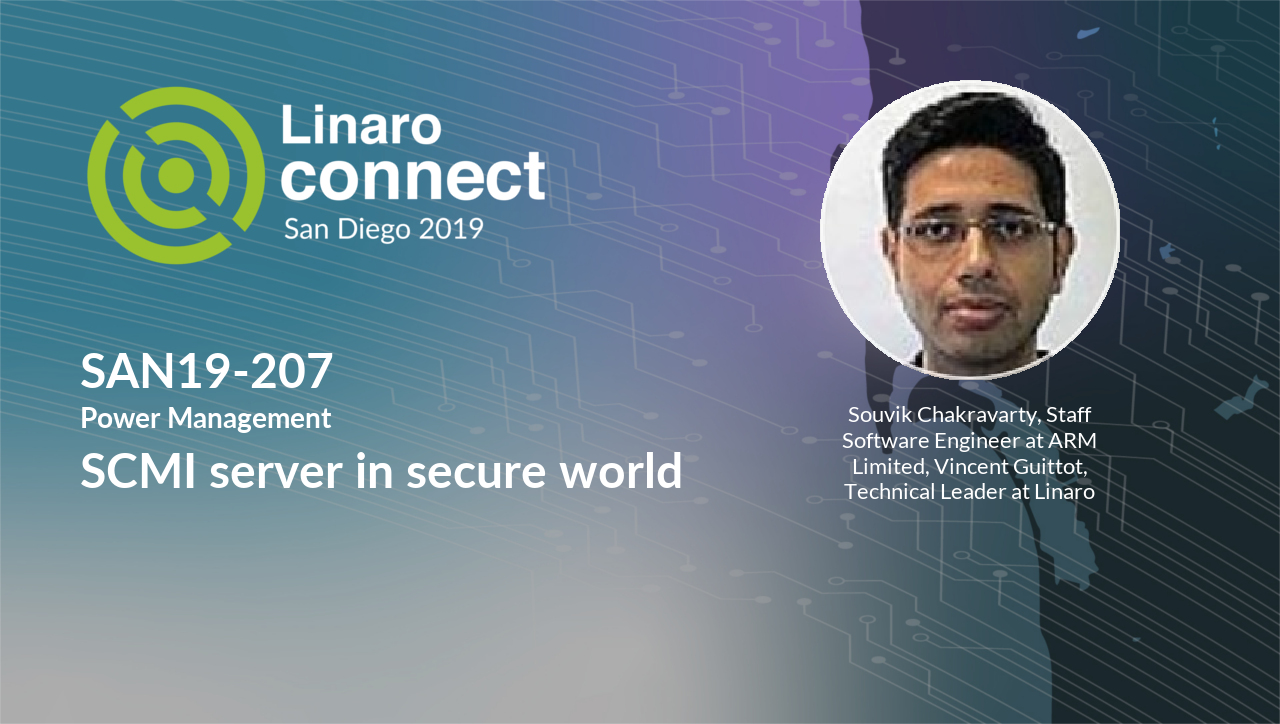 Linaro
connect
San Diego 2019
SAN19-207
Power Management
SCMI server in secure world
Souvik Chakravarty, Staff
Software Engineer at ARM
Limited, Vincent Guittot,
Technical Leader at Linaro